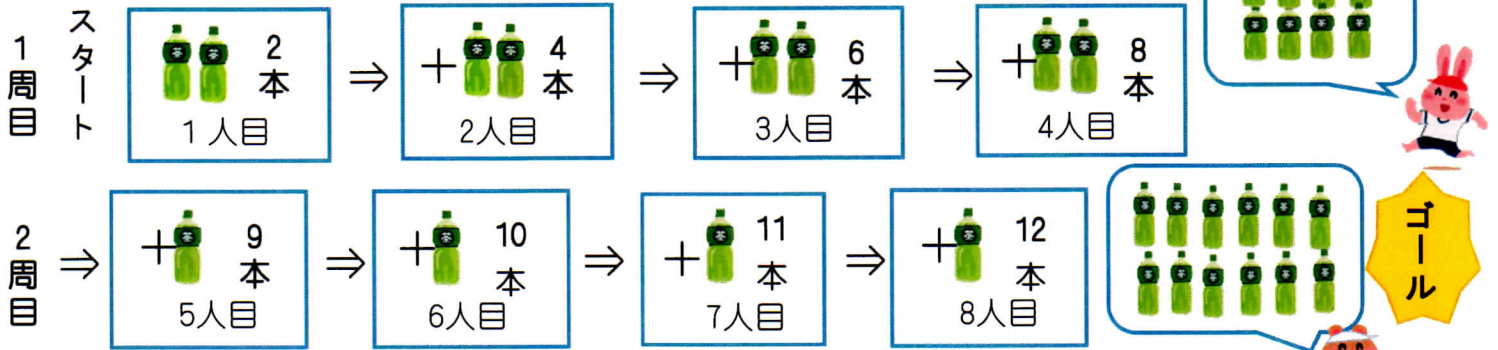 1周目
スタート
2本
1人目
⇒
+
4本
2人目
⇒
+
6本
3人目
⇒
+
8本
4人目
2周目
⇒
+
9本
5人目
⇒
+
10本
6人目
⇒
+
11本
7人目
⇒
+
12本
8人目
ゴール
茶